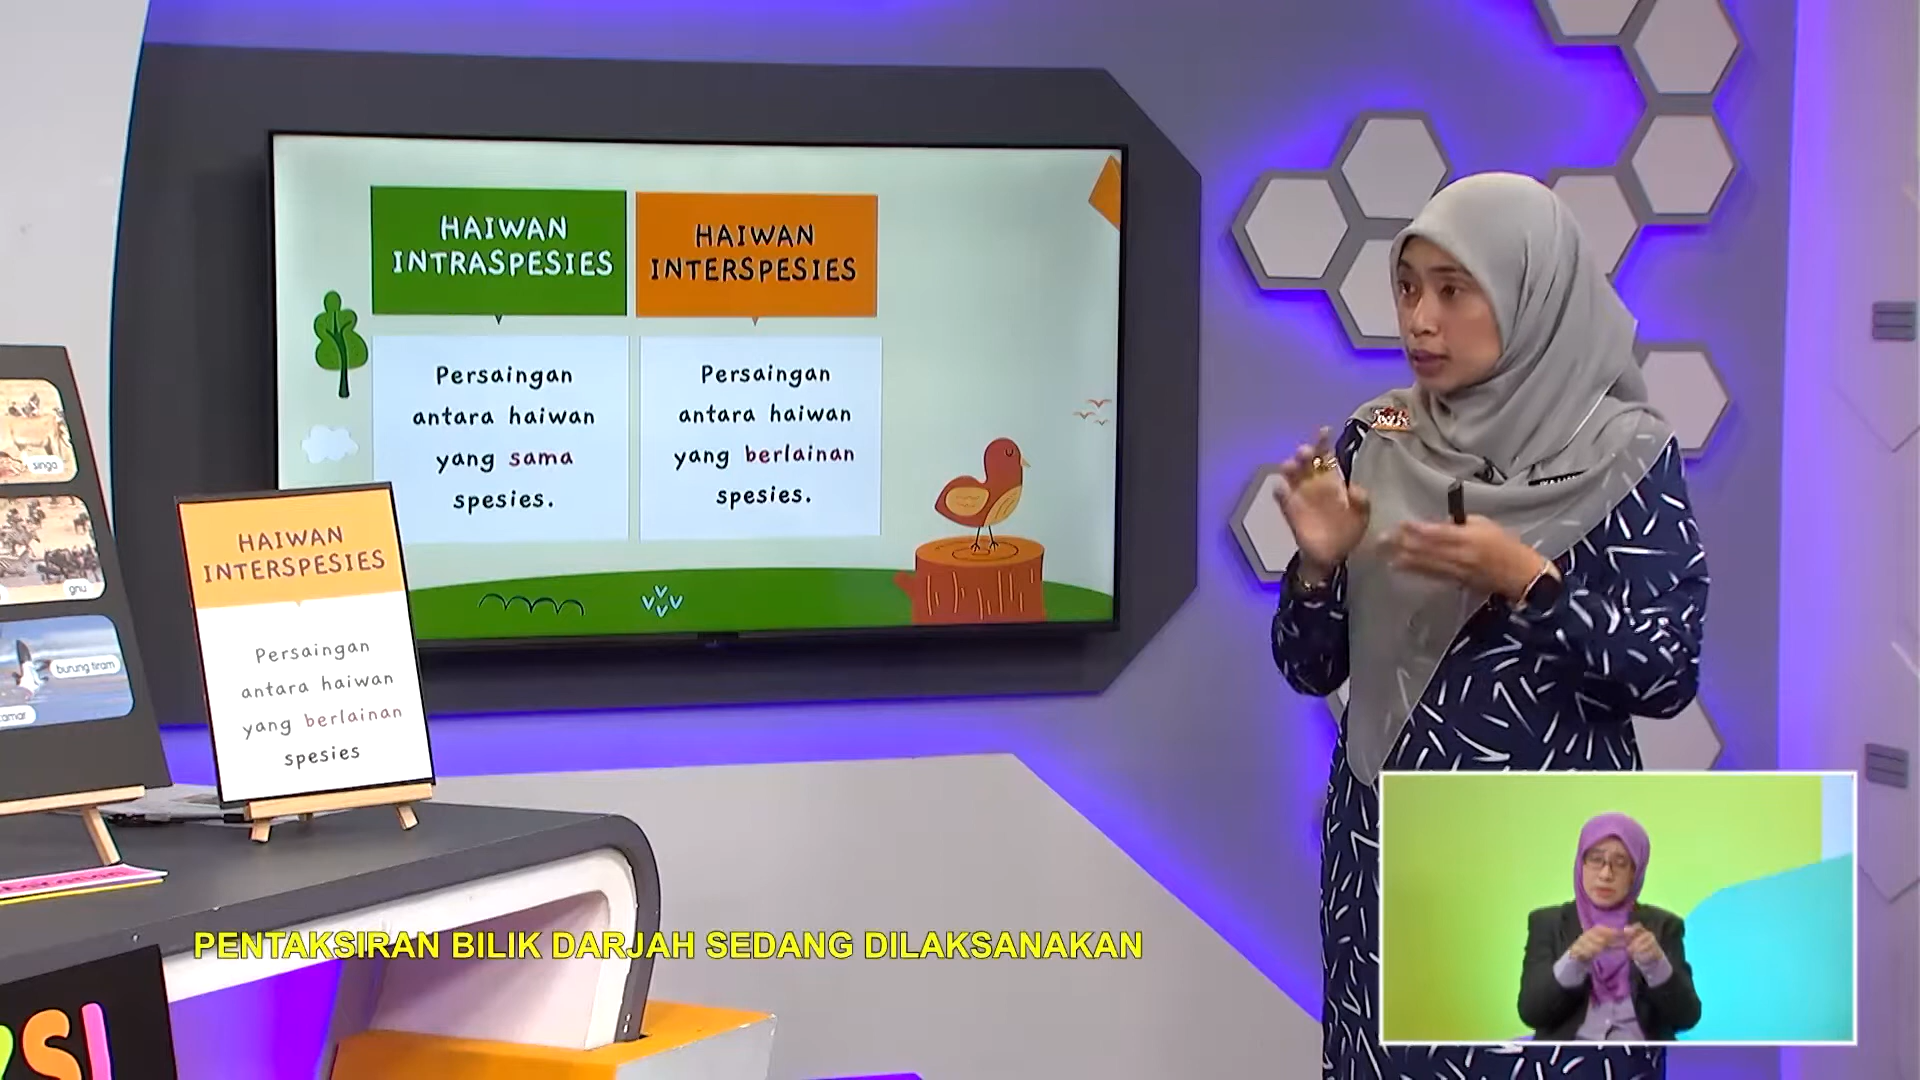 HAIWAN
INTRASPESIES
HAIWAN
INTERSPESIES
Persaingan
antara haiwan
yang sama
spesies.
Persaingan
antara haiwan
yang berlainan
spesies.
singa
gnu
burung tiram
HAIWAN
INTERSPESIES
Persaingan
antara haiwan
yang berlainan
spesies
PENTAKSIRAN BILIK DARJAH SEDANG DILAKSANAKAN